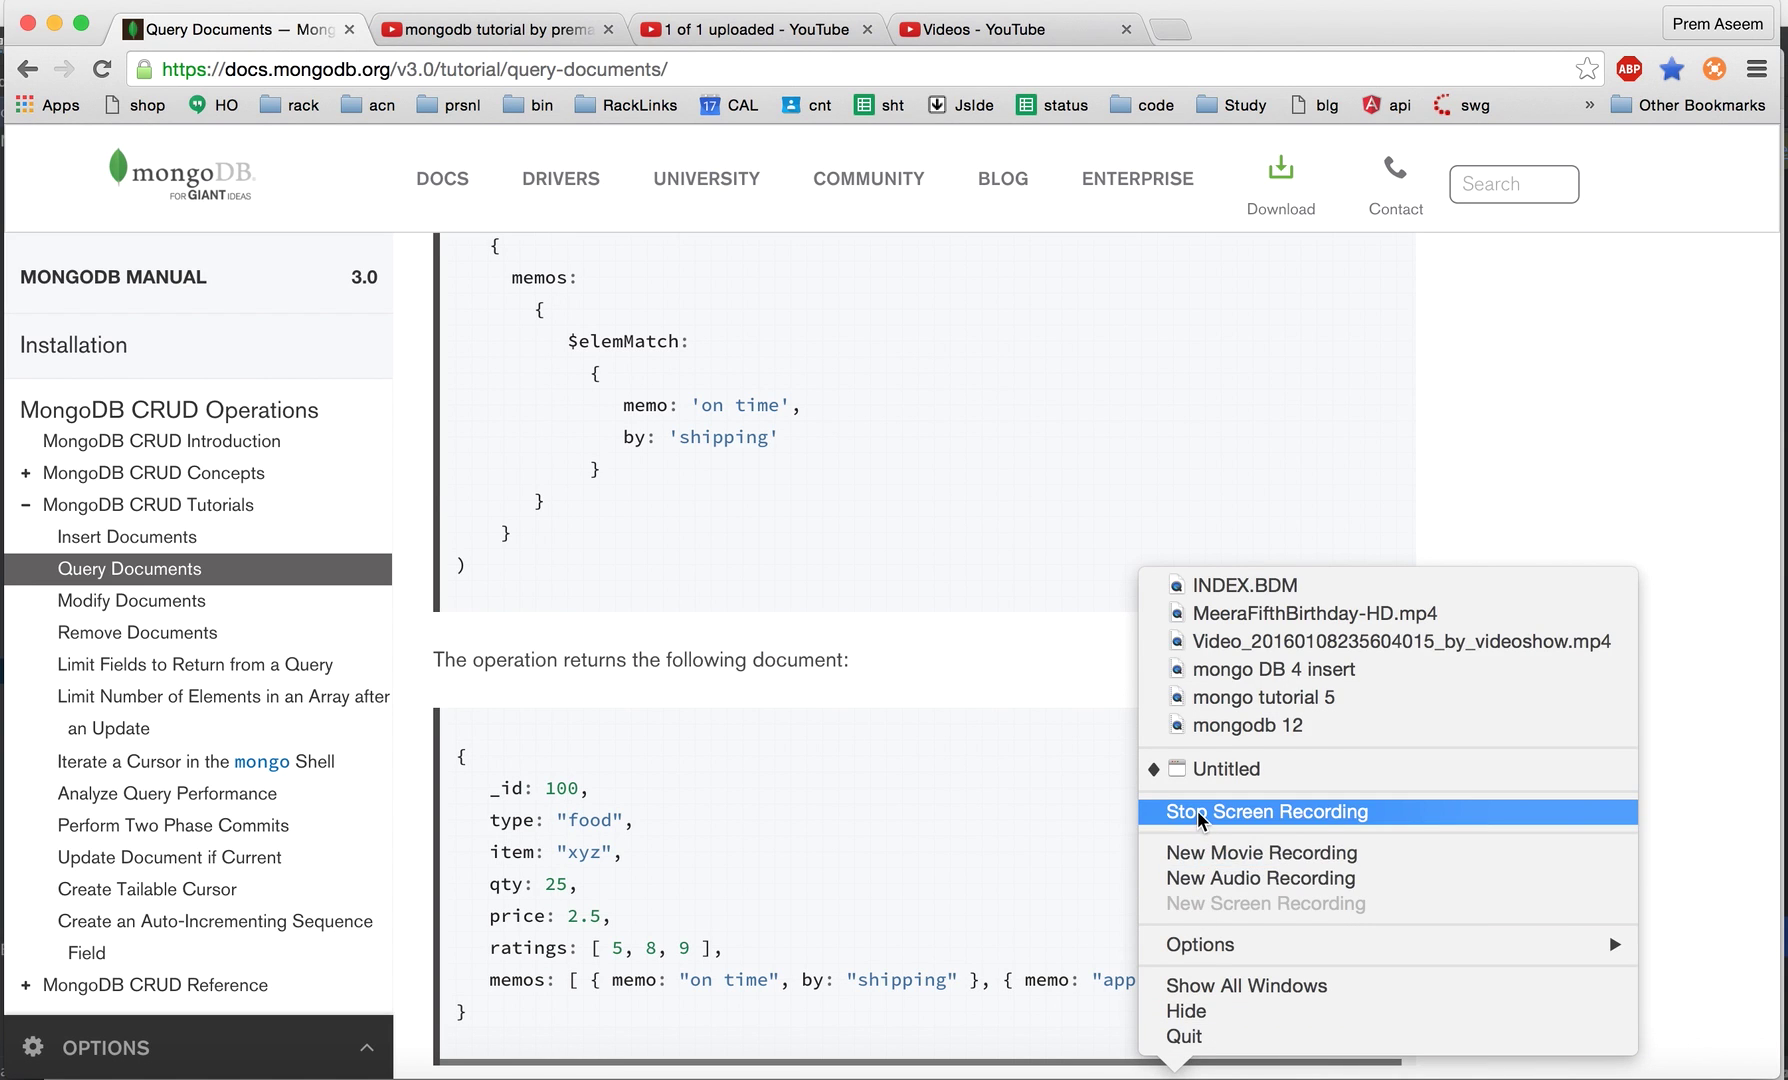 Query Documents — Mong
mongodb tutorial by prema
1 of 1 uploaded - YouTube
Videos - YouTube
Prem Aseem
https://docs.mongodb.org/v3.0/tutorial/query-documents/
ABP
Apps
shop
HO
rack
acn
prsnl
bin
RackLinks
17
CAL
cnt
sht
JsIde
status
code
Study
blg
api
swg
»
Other Bookmarks
mongoDB.
FOR GIANT IDEAS
DOCS
DRIVERS
UNIVERSITY
COMMUNITY
BLOG
ENTERPRISE
Download
Contact
Search
MONGODB MANUAL 3.0
Installation
MongoDB CRUD Operations
MongoDB CRUD Introduction
+ MongoDB CRUD Concepts
- MongoDB CRUD Tutorials
Insert Documents
Query Documents
Modify Documents
Remove Documents
Limit Fields to Return from a Query
Limit Number of Elements in an Array after
an Update
Iterate a Cursor in the mongo Shell
Analyze Query Performance
Perform Two Phase Commits
Update Document if Current
Create Tailable Cursor
Create an Auto-Incrementing Sequence
Field
+ MongoDB CRUD Reference
OPTIONS
{
memos:
{
$elemMatch:
{
memo: 'on time',
by: 'shipping'
}
}
}
)
The operation returns the following document:
{
_id: 100,
type: "food",
item: "xyz",
qty: 25,
price: 2.5,
ratings: [ 5, 8, 9 ],
memos: [ { memo: "on time", by: "shipping" }, { memo: "app
}
INDEX.BDM
MeeraFifthBirthday-HD.mp4
Video_20160108235604015_by_videoshow.mp4
mongo DB 4 insert
mongo tutorial 5
mongodb 12
Untitled
Stop Screen Recording
New Movie Recording
New Audio Recording
New Screen Recording
Options
Show All Windows
Hide
Quit